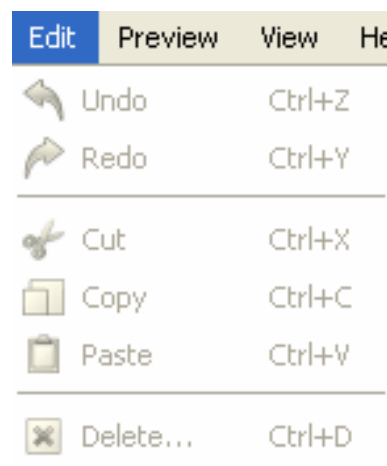 Edit Preview View He
Undo Ctrl+Z
Redo Ctrl+Y
Cut Ctrl+X
Copy Ctrl+C
Paste Ctrl+V
Delete... Ctrl+D